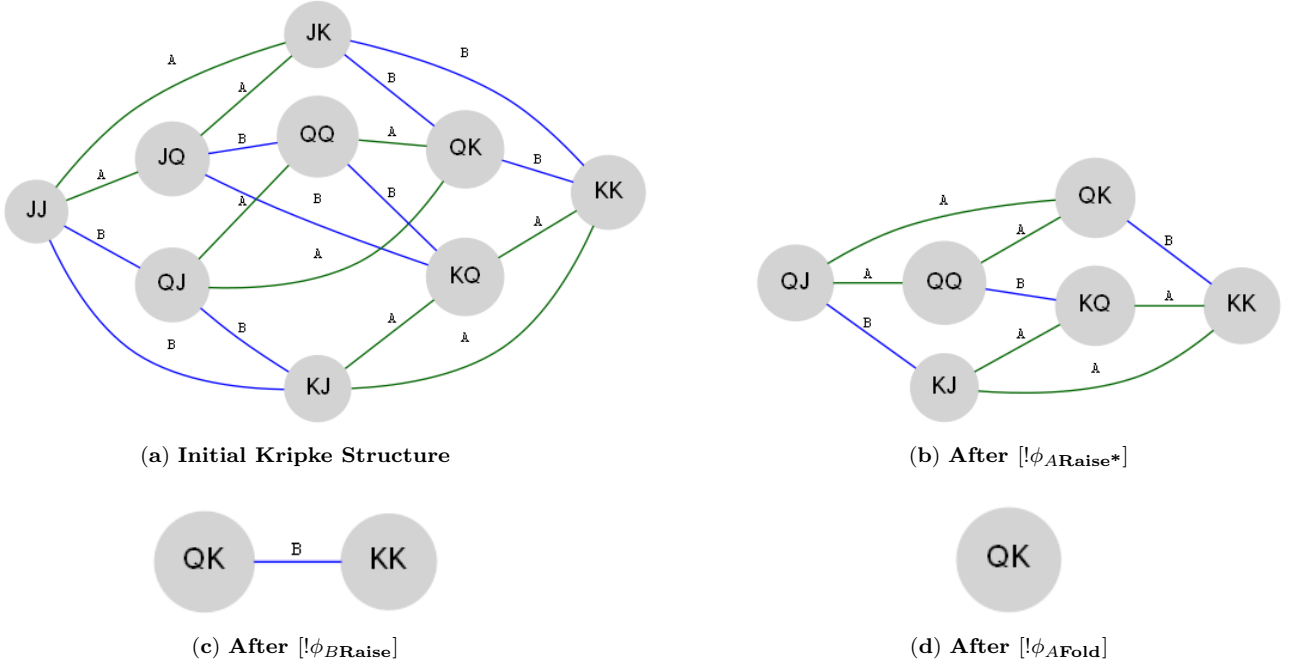 JK
A
B
B
A
QQ
A
QK
JQ
B
B
KK
A
B
JJ
A
B
A
B
A
KQ
QJ
A
B
A
B
A
KJ
(a) Initial Kripke Structure
QK
A
A
B
QJ
A
QQ
B
KQ
A
KK
B
A
KJ
A
(b) After [!ϕARaise*]
QK
B
KK
(c) After [!ϕBRaise]
QK
(d) After [!ϕAFold]